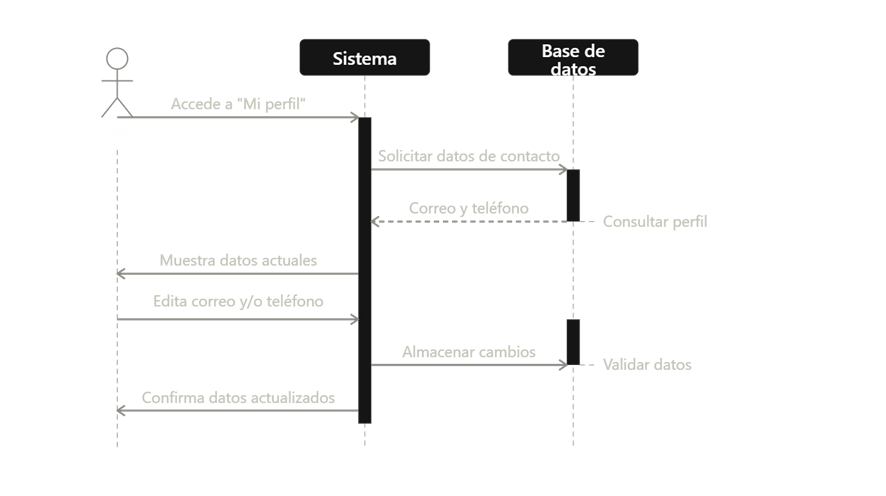 Sistema
Base de
datos
Accede a "Mi perfil"
Solicitar datos de contacto
Correo y teléfono
Consultar perfil
Muestra datos actuales
Edita correo y/o teléfono
Almacenar cambios
Validar datos
Confirma datos actualizados